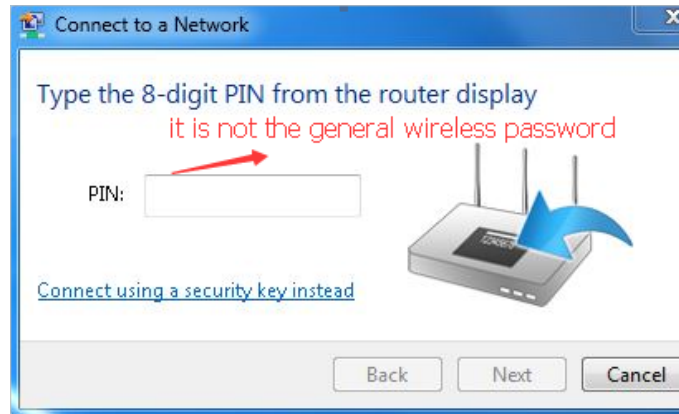 Connect to a Network
Type the 8-digit PIN from the router display
it is not the general wireless password
PIN:
12345670
Connect using a security key instead
Back
Next
Cancel